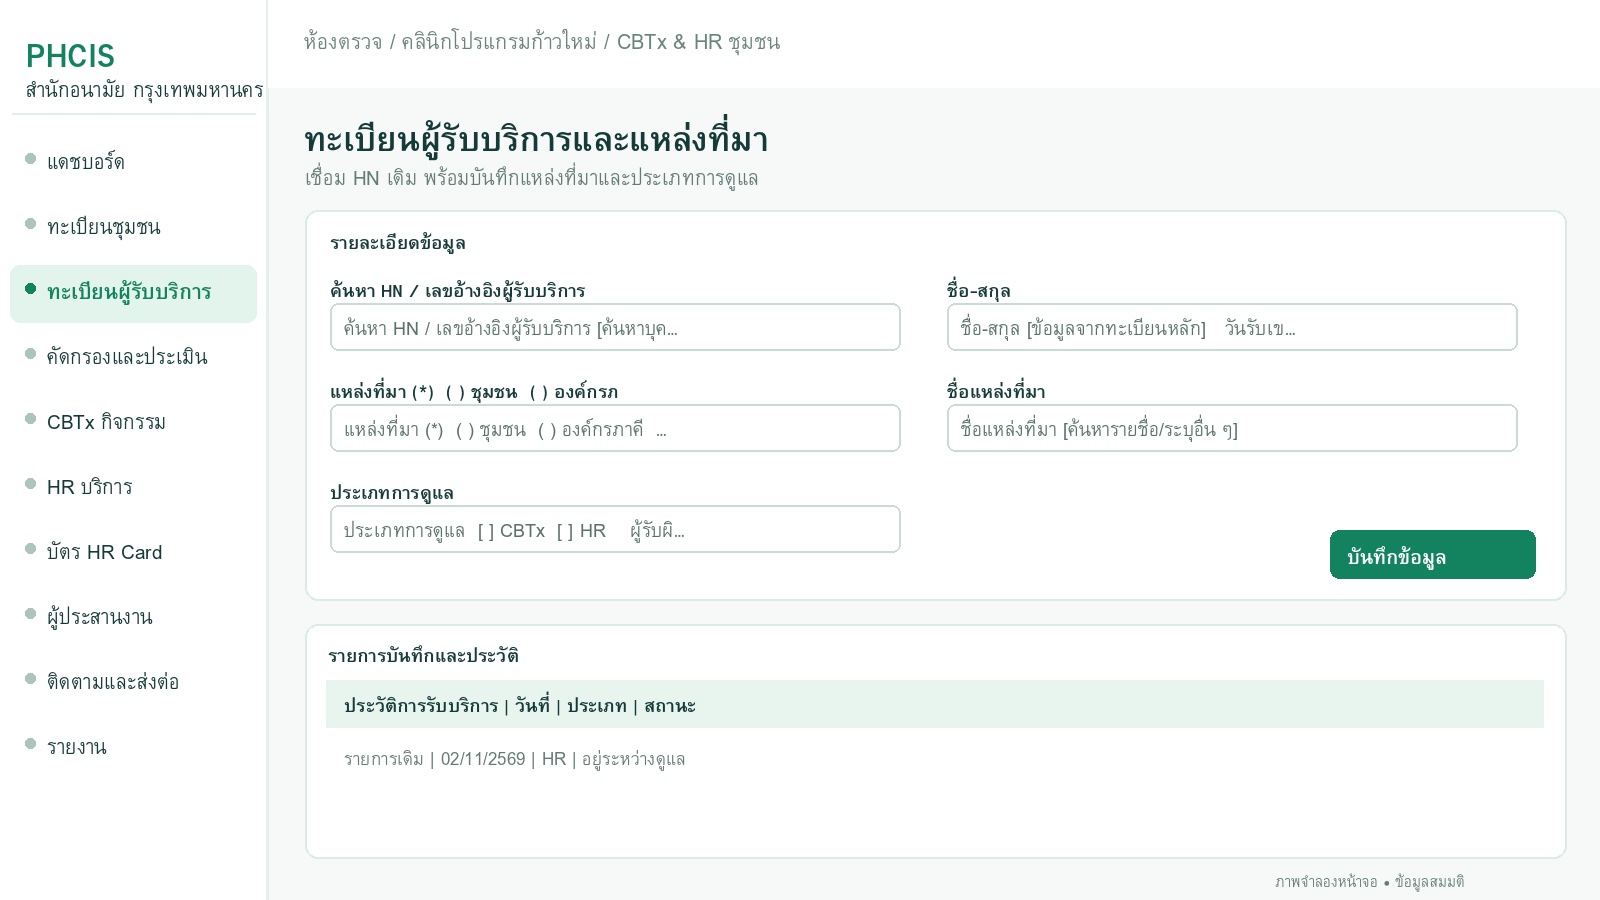 PHCIS
สำนักอนามัย กรุงเทพมหานคร
แดชบอร์ด
ทะเบียนชุมชน
ทะเบียนผู้รับบริการ
คัดกรองและประเมิน
CBTx กิจกรรม
HR บริการ
บัตร HR Card
ผู้ประสานงาน
ติดตามและส่งต่อ
รายงาน
ห้องตรวจ / คลินิกโปรแกรมก้าวใหม่ / CBTx & HR ชุมชน
ทะเบียนผู้รับบริการและแหล่งที่มา
เชื่อม HN เดิม พร้อมบันทึกแหล่งที่มาและประเภทการดูแล
รายละเอียดข้อมูล
ค้นหา HN / เลขอ้างอิงผู้รับบริการ
ค้นหา HN / เลขอ้างอิงผู้รับบริการ [ค้นหาบุค...
ชื่อ-สกุล
ชื่อ-สกุล [ข้อมูลจากทะเบียนหลัก] วันรับเข...
แหล่งที่มา (*) ( ) ชุมชน ( ) องค์กรภ
แหล่งที่มา (*) ( ) ชุมชน ( ) องค์กรภาคี ...
ชื่อแหล่งที่มา
ชื่อแหล่งที่มา [ค้นหารายชื่อ/ระบุอื่น ๆ]
ประเภทการดูแล
ประเภทการดูแล [ ] CBTx [ ] HR ผู้รับผิ...
บันทึกข้อมูล
รายการบันทึกและประวัติ
ประวัติการรับบริการ | วันที่ | ประเภท | สถานะ
รายการเดิม | 02/11/2569 | HR | อยู่ระหว่างดูแล
ภาพจำลองหน้าจอ • ข้อมูลสมมติ